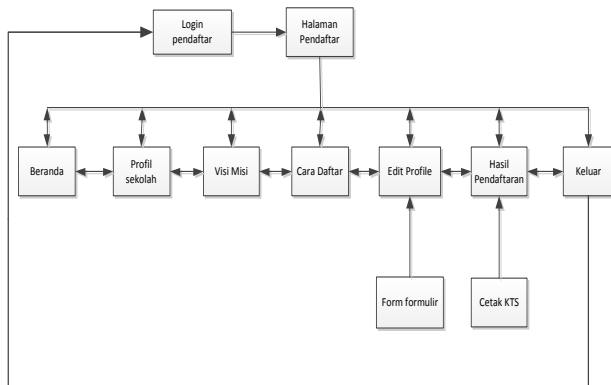 Login
pendaftar
Halaman
Pendaftar
Beranda
Profil
sekolah
Visi Misi
Cara Daftar
Edit Profile
Hasil
Pendaftaran
Keluar
Form formulir
Cetak KTS